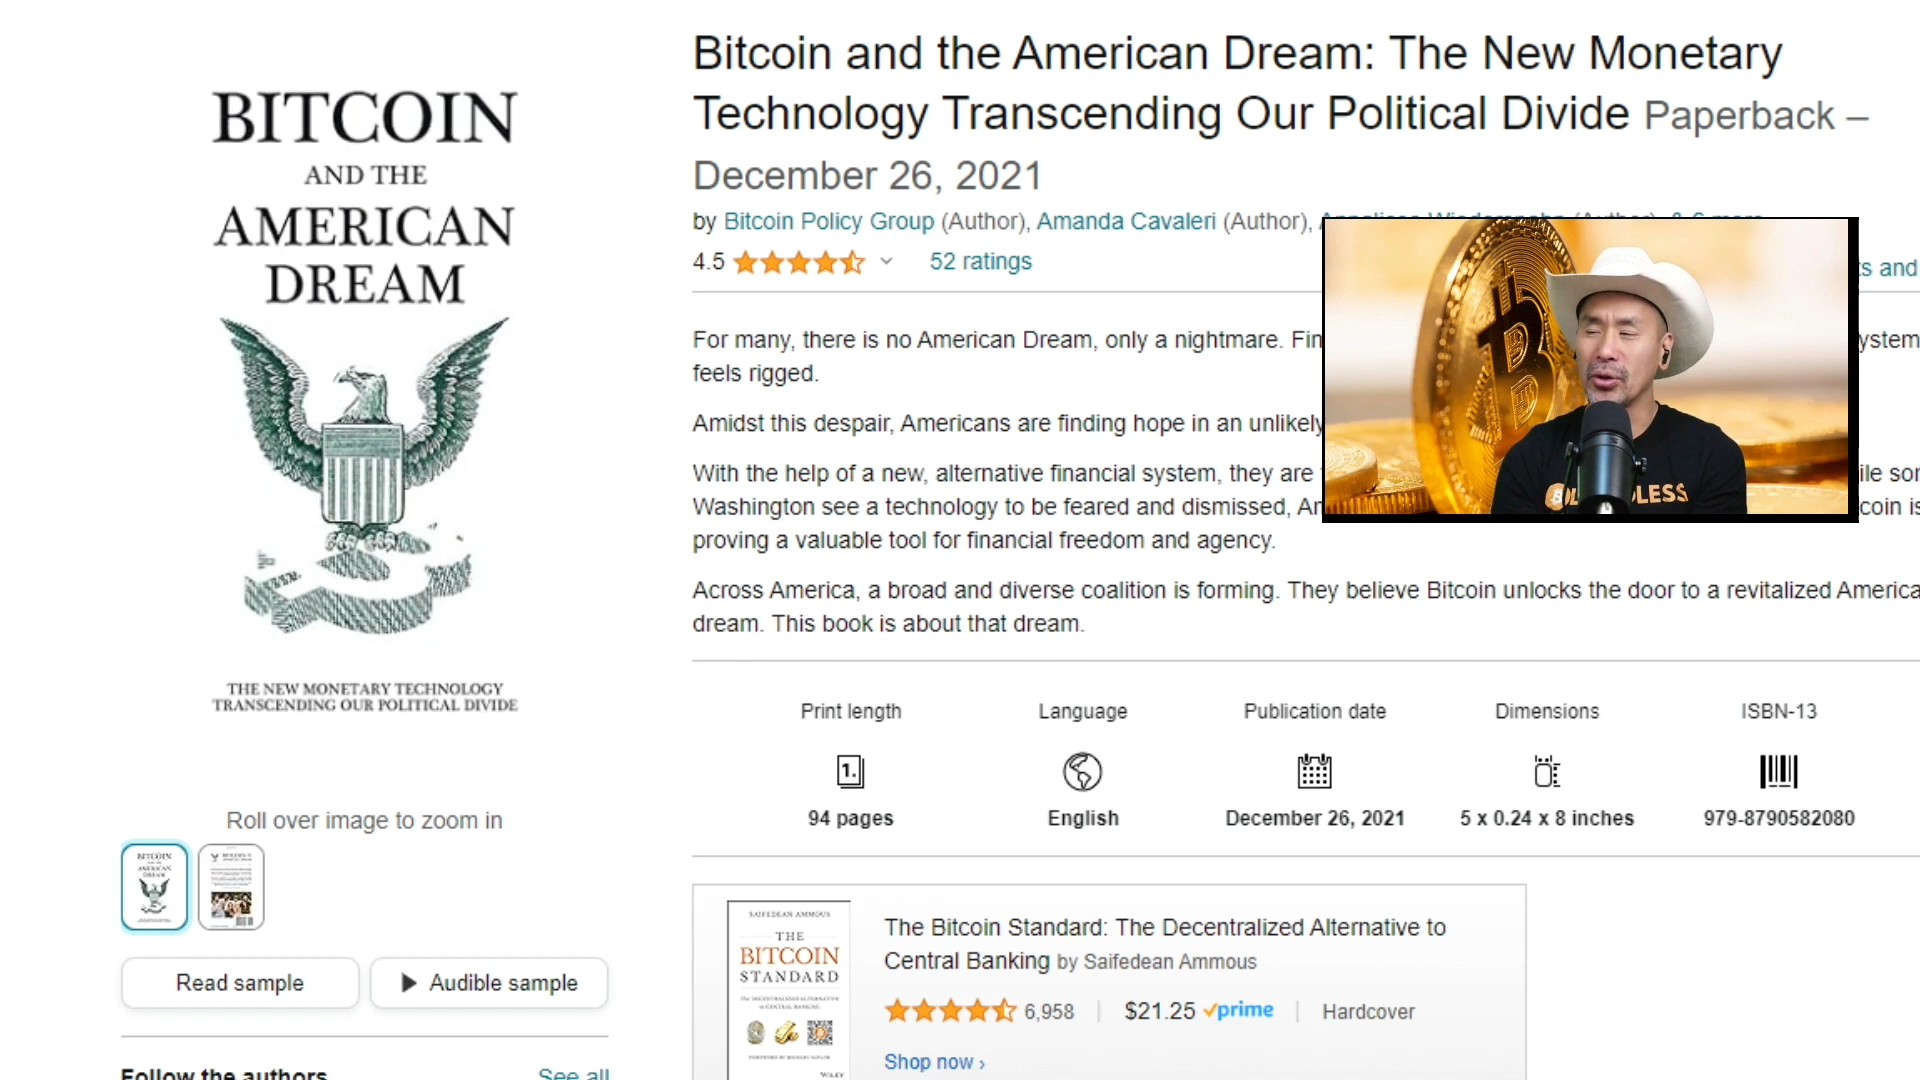 BITCOIN
AND THE
AMERICAN
DREAM
THE NEW MONETARY TECHNOLOGY
TRANSCENDING OUR POLITICAL DIVIDE
Roll over image to zoom in
Read sample
Audible sample
Follow the authors
See all
Bitcoin and the American Dream: The New Monetary
Technology Transcending Our Political Divide Paperback –
December 26, 2021
by Bitcoin Policy Group (Author), Amanda Cavaleri (Author),
4.5
52 ratings
s and
For many, there is no American Dream, only a nightmare.
feels rigged.
Amidst this despair, Americans are finding hope in an unlikely
With the help of a new, alternative financial system, they are
Washington see a technology to be feared and dismissed,
proving a valuable tool for financial freedom and agency.
Across America, a broad and diverse coalition is forming. They believe Bitcoin unlocks the door to a revitalized America
dream. This book is about that dream.
Print length
Language
Publication date
Dimensions
ISBN-13
1.
94 pages
English
December 26, 2021
5 x 0.24 x 8 inches
979-8790582080
SAIFEDEAN AMMOUS
THE
BITCOIN
STANDARD
WILEY
The Bitcoin Standard: The Decentralized Alternative to
Central Banking by Saifedean Ammous
6,958
$21.25 prime
Hardcover
Shop now ›